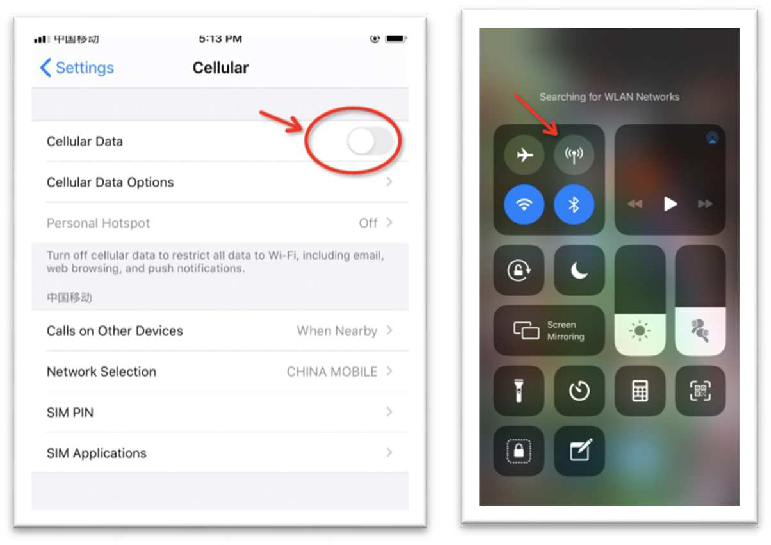 中国移动 5:13 PM
Settings Cellular
Cellular Data
Cellular Data Options
Personal Hotspot Off
Turn off cellular data to restrict all data to Wi-Fi, including email,
web browsing, and push notifications.
中国移动
Calls on Other Devices When Nearby
Network Selection CHINA MOBILE
SIM PIN
SIM Applications
Searching for WLAN Networks
Screen
Mirroring